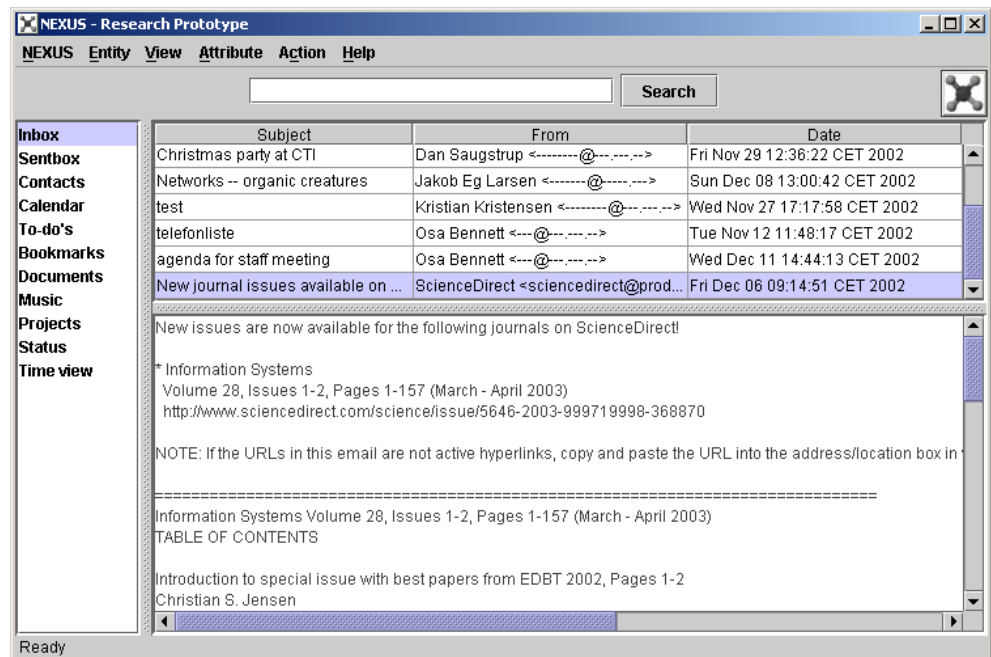 NEXUS - Research Prototype
NEXUS Entity View Attribute Action Help
Search
Inbox
Sentbox
Contacts
Calendar
To-do's
Bookmarks
Documents
Music
Projects
Status
Time view
Subject From Date
Christmas party at CTI Dan Saugstrup <--------@---.---.--> Fri Nov 29 12:36:22 CET 2002
Networks -- organic creatures Jakob Eg Larsen <-------@-----.---> Sun Dec 08 13:00:42 CET 2002
test Kristian Kristensen <--------@---.---.--> Wed Nov 27 17:17:58 CET 2002
telefonliste Osa Bennett <---@---.---.--> Tue Nov 12 11:48:17 CET 2002
agenda for staff meeting Osa Bennett <---@---.---.--> Wed Dec 11 14:44:13 CET 2002
New journal issues available on ... ScienceDirect <sciencedirect@prod... Fri Dec 06 09:14:51 CET 2002
New issues are now available for the following journals on ScienceDirect!
* Information Systems
Volume 28, Issues 1-2, Pages 1-157 (March - April 2003)
http://www.sciencedirect.com/science/issue/5646-2003-999719998-368870
NOTE: If the URLs in this email are not active hyperlinks, copy and paste the URL into the address/location box in
================================================================================
Information Systems Volume 28, Issues 1-2, Pages 1-157 (March - April 2003)
TABLE OF CONTENTS
Introduction to special issue with best papers from EDBT 2002, Pages 1-2
Christian S. Jensen
Ready